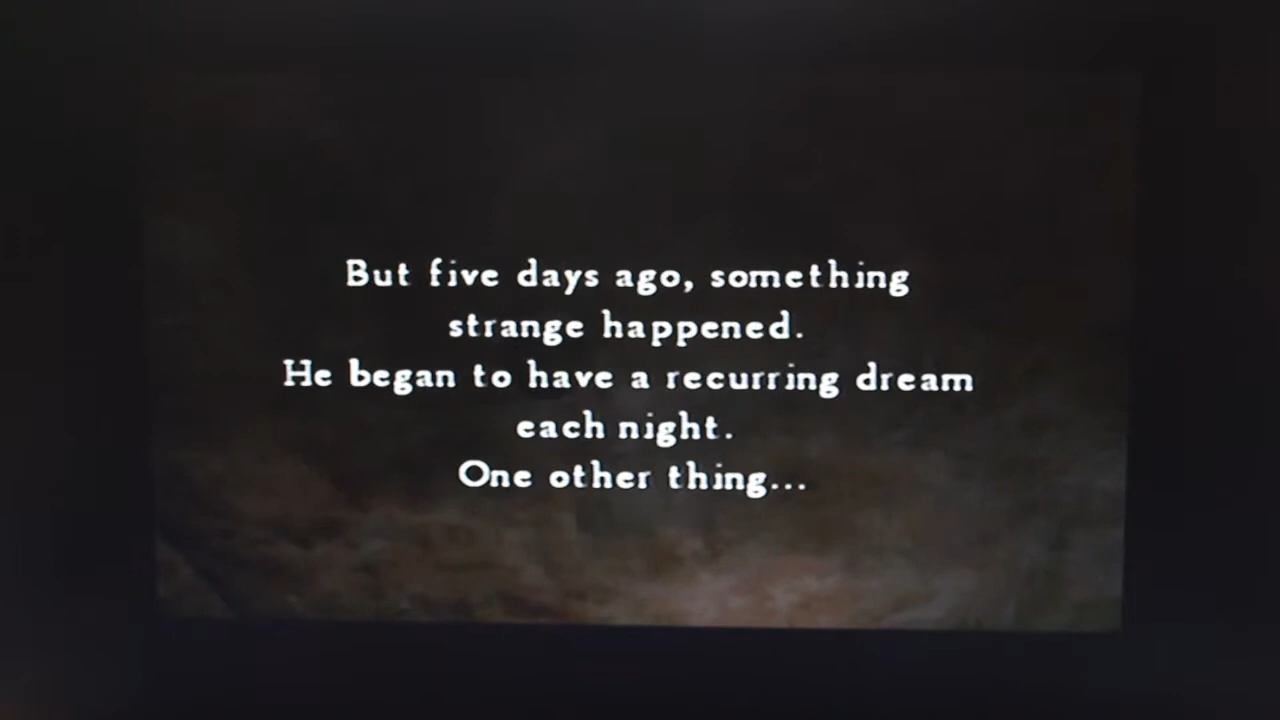 But five days ago, something
strange happened.
He began to have a recurring dream
each night.
One other thing...